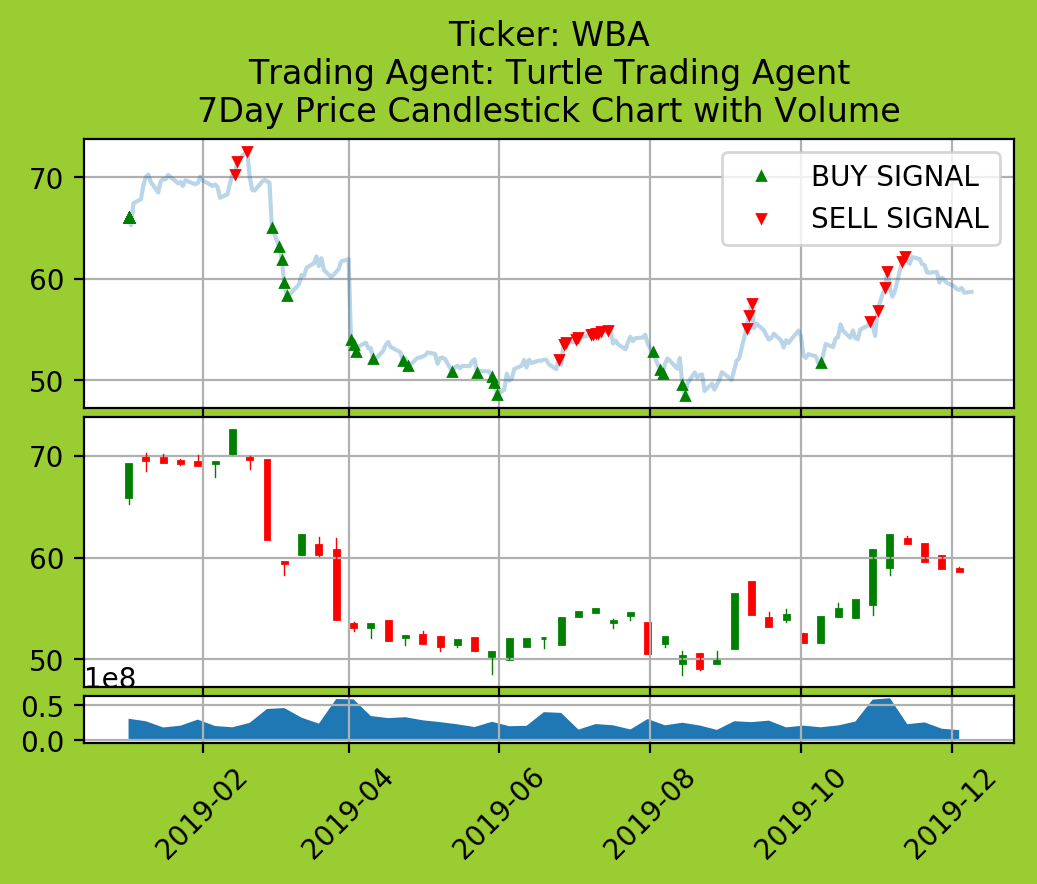 Ticker: WBA
Trading Agent: Turtle Trading Agent
7Day Price Candlestick Chart with Volume
70
60
50
BUY SIGNAL
SELL SIGNAL
70
60
50
1e8
0.5
0.0
2019-02
2019-04
2019-06
2019-08
2019-10
2019-12